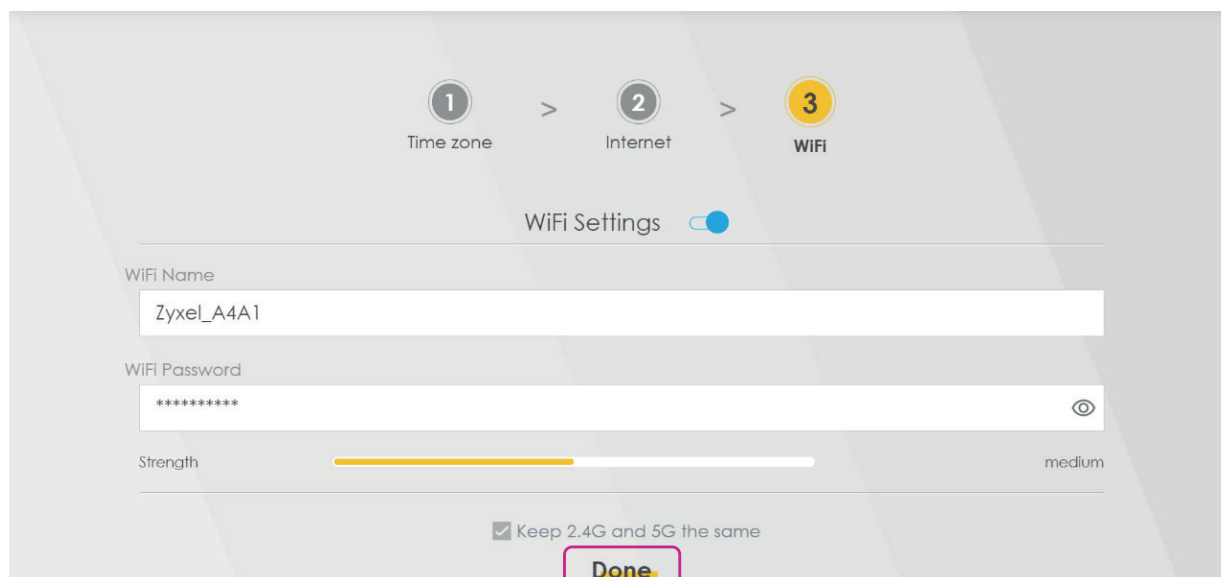 1 > 2 > 3
Time zone Internet WiFi
WiFi Settings
WiFi Name
Zyxel_A4A1
WiFi Password
**********
Strength medium
Keep 2.4G and 5G the same
Done